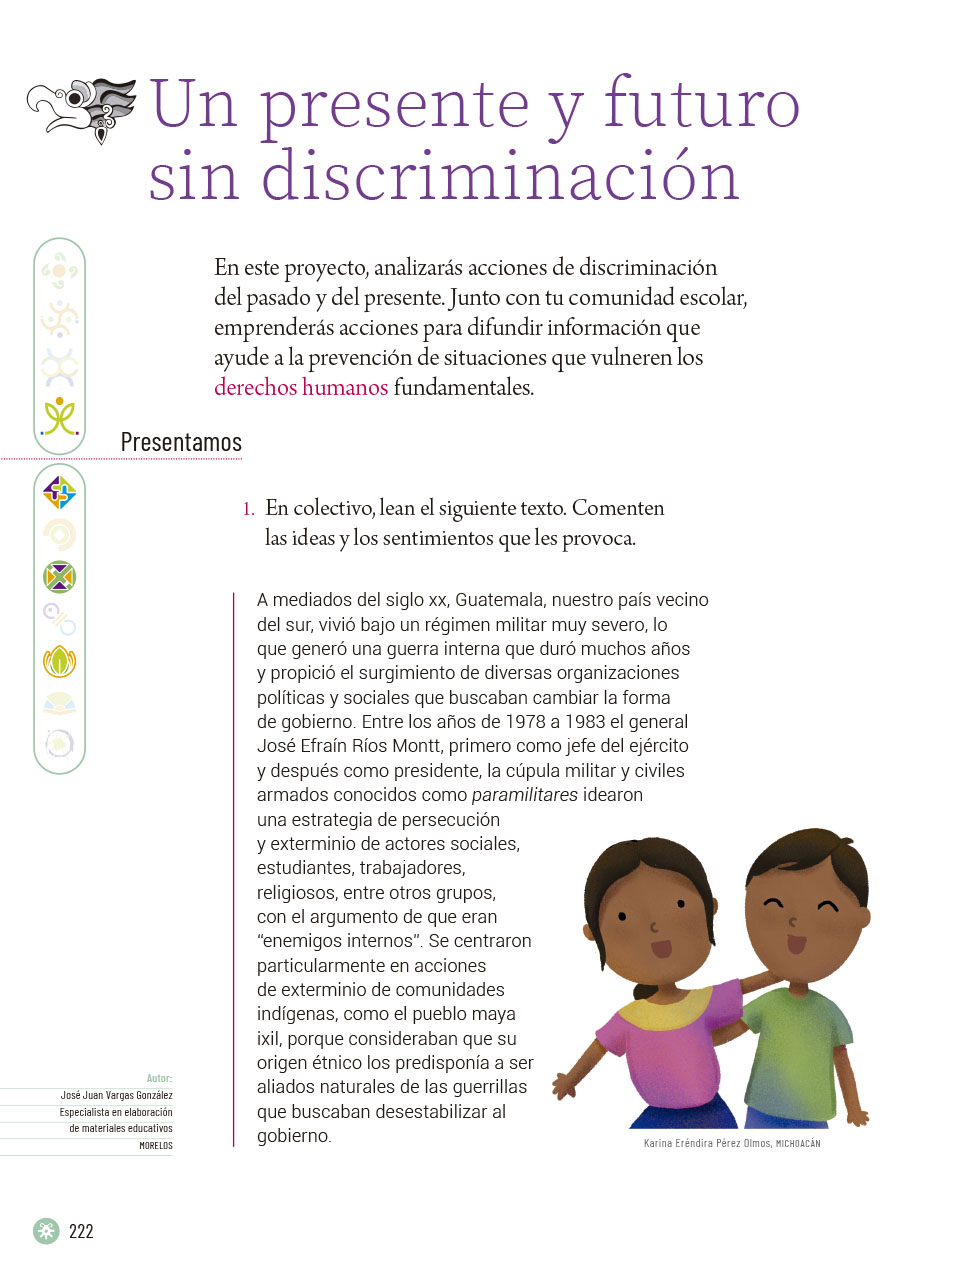 Un presente y futuro
sin discriminación
En este proyecto, analizarás acciones de discriminación
del pasado y del presente. Junto con tu comunidad escolar,
emprenderás acciones para difundir información que
ayude a la prevención de situaciones que vulneren los
derechos humanos fundamentales.
Presentamos
1. En colectivo, lean el siguiente texto. Comenten
las ideas y los sentimientos que les provoca.
A mediados del siglo xx, Guatemala, nuestro país vecino
del sur, vivió bajo un régimen militar muy severo, lo
que generó una guerra interna que duró muchos años
y propició el surgimiento de diversas organizaciones
políticas y sociales que buscaban cambiar la forma
de gobierno. Entre los años de 1978 a 1983 el general
José Efraín Ríos Montt, primero como jefe del ejército
y después como presidente, la cúpula militar y civiles
armados conocidos como paramilitares idearon
una estrategia de persecución
y exterminio de actores sociales,
estudiantes, trabajadores,
religiosos, entre otros grupos,
con el argumento de que eran
“enemigos internos”. Se centraron
particularmente en acciones
de exterminio de comunidades
indígenas, como el pueblo maya
ixil, porque consideraban que su
origen étnico los predisponía a ser
aliados naturales de las guerrillas
que buscaban desestabilizar al
gobierno.
Karina Eréndira Pérez Olmos, MICHOACÁN
Autor:
José Juan Vargas González
Especialista en elaboración
de materiales educativos
MORELOS
222